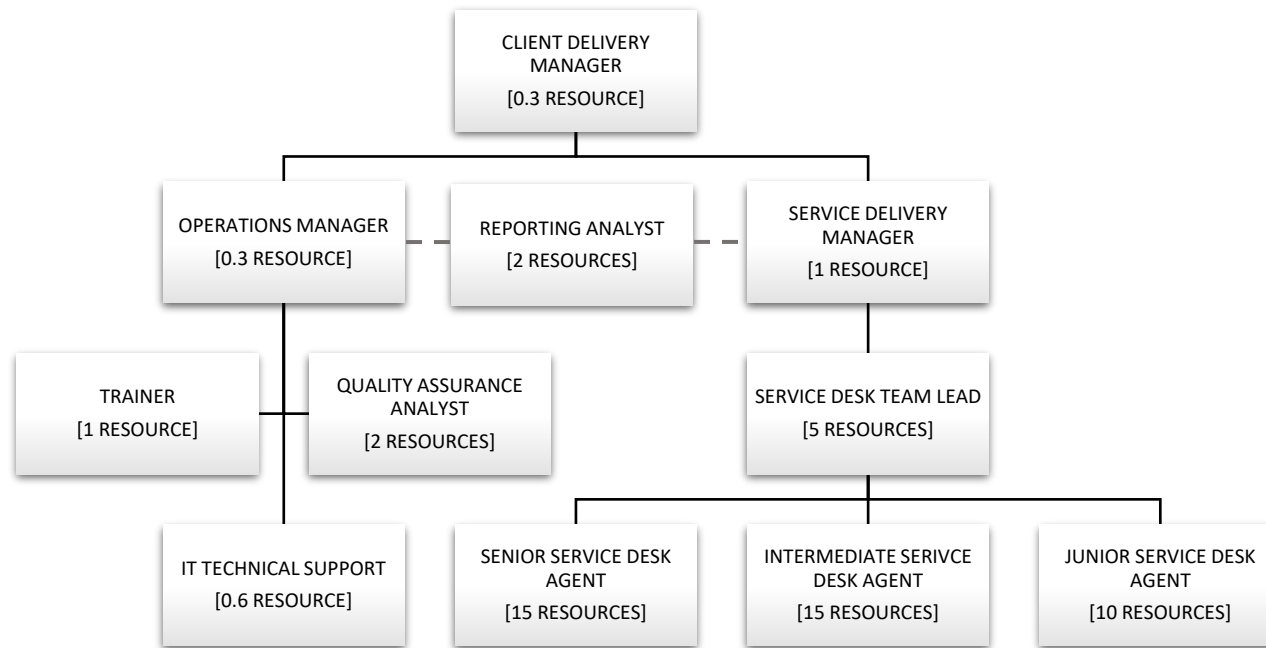 CLIENT DELIVERY
MANAGER
[0.3 RESOURCE]
OPERATIONS MANAGER
[0.3 RESOURCE]
REPORTING ANALYST
[2 RESOURCES]
SERVICE DELIVERY
MANAGER
[1 RESOURCE]
TRAINER
[1 RESOURCE]
QUALITY ASSURANCE
ANALYST
[2 RESOURCES]
SERVICE DESK TEAM LEAD
[5 RESOURCES]
IT TECHNICAL SUPPORT
[0.6 RESOURCE]
SENIOR SERVICE DESK
AGENT
[15 RESOURCES]
INTERMEDIATE SERIVCE
DESK AGENT
[15 RESOURCES]
JUNIOR SERVICE DESK
AGENT
[10 RESOURCES]